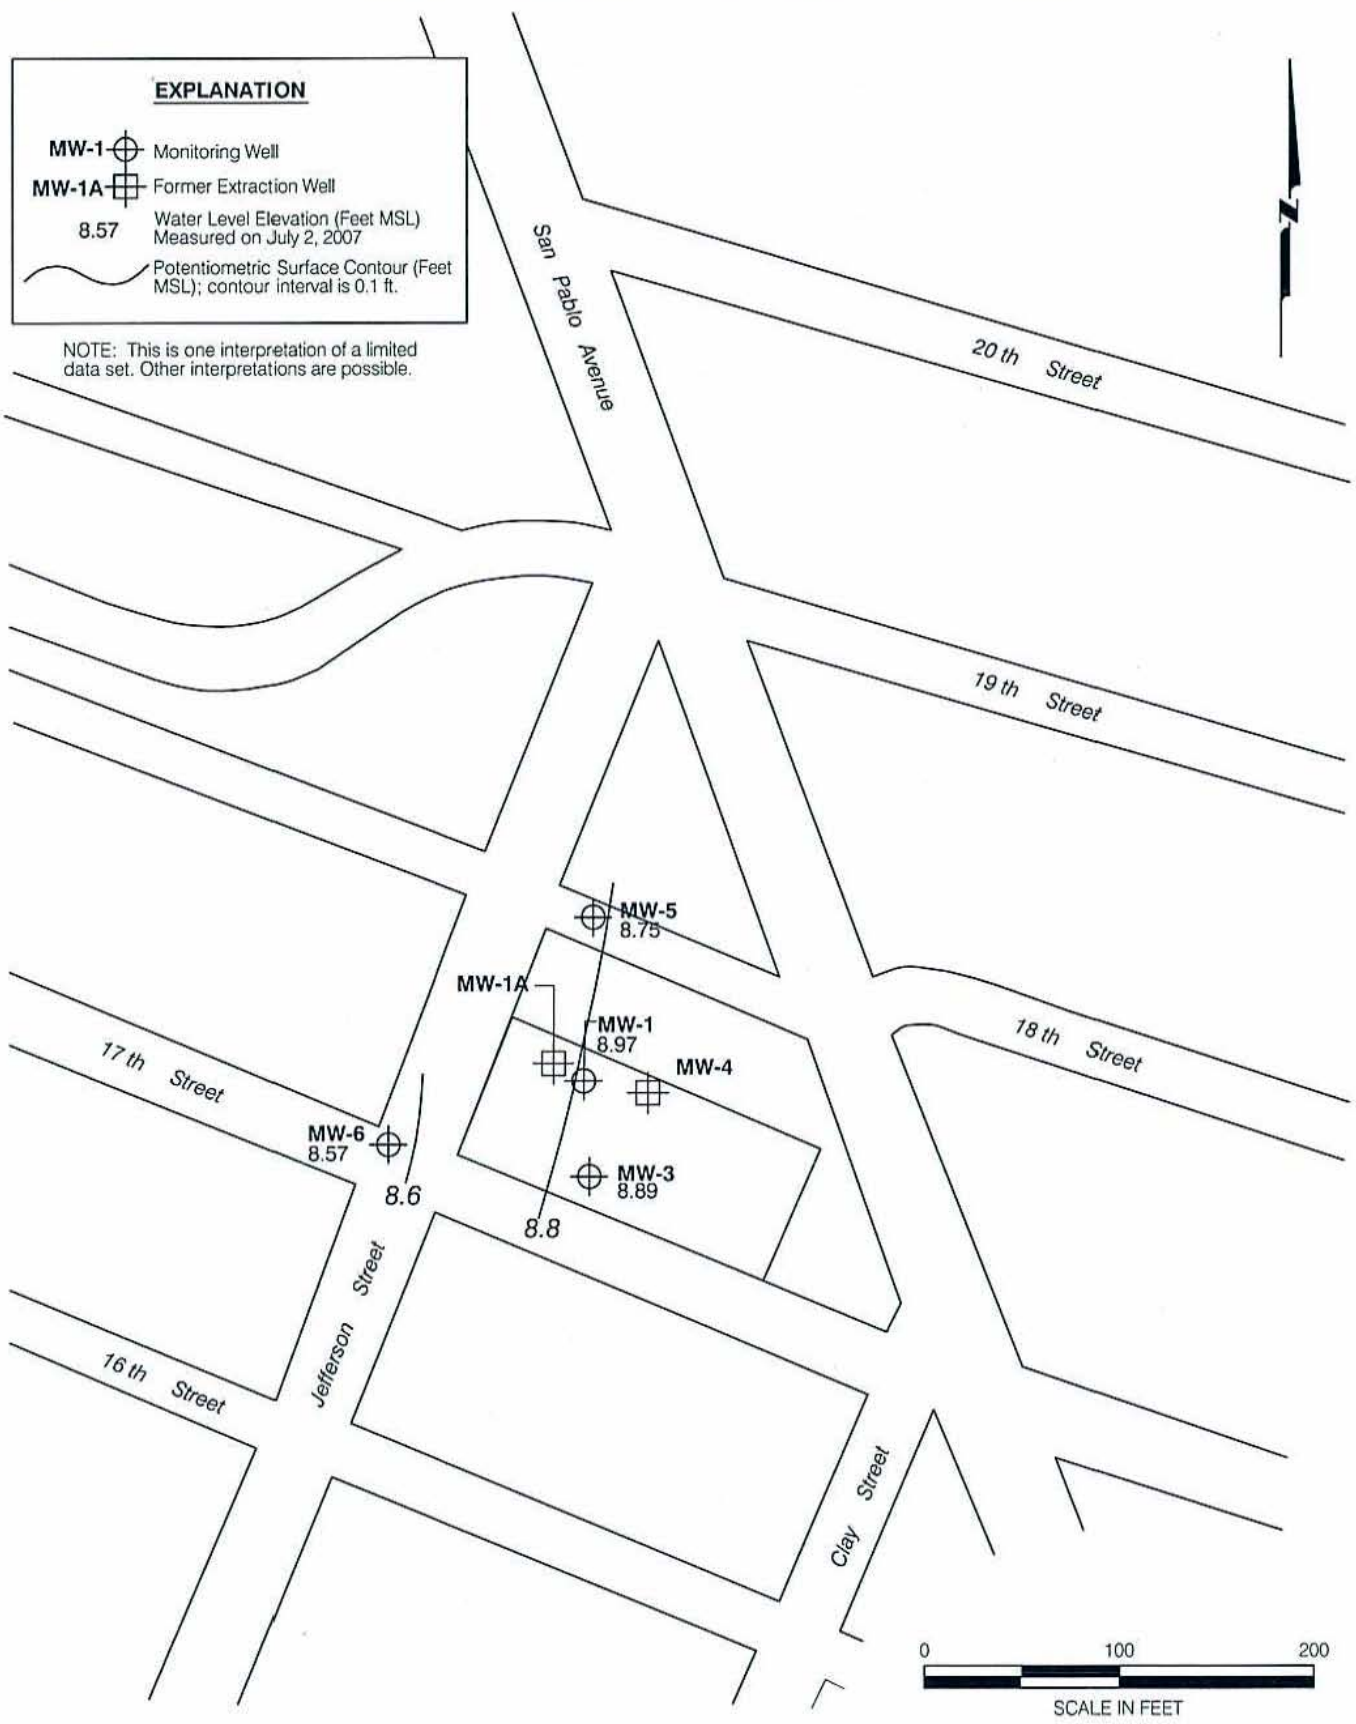 EXPLANATION
MW-1 Monitoring Well
MW-1A Former Extraction Well
8.57 Water Level Elevation (Feet MSL)
Measured on July 2, 2007
Potentiometric Surface Contour (Feet
MSL); contour interval is 0.1 ft.
NOTE: This is one interpretation of a limited
data set. Other interpretations are possible.
N
San Pablo Avenue
20 th Street
19 th Street
MW-5
8.75
MW-1A
MW-1
8.97
MW-4
18 th Street
17 th Street
MW-6
8.57
MW-3
8.89
8.6
8.8
Jefferson Street
16 th Street
Clay Street
0 100 200
SCALE IN FEET